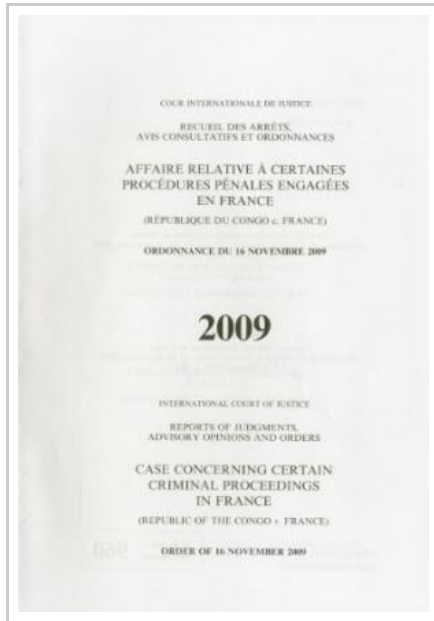 COUR INTERNATIONALE DE JUSTICE
RECUEIL DES ARRÊTS,
AVIS CONSULTATIFS ET ORDONNANCES
AFFAIRE RELATIVE À CERTAINES
PROCÉDURES PÉNALES ENGAGÉES
EN FRANCE
(RÉPUBLIQUE DU CONGO c. FRANCE)
ORDONNANCE DU 16 NOVEMBRE 2009
2009
INTERNATIONAL COURT OF JUSTICE
REPORTS OF JUDGMENTS,
ADVISORY OPINIONS AND ORDERS
CASE CONCERNING CERTAIN
CRIMINAL PROCEEDINGS
IN FRANCE
(REPUBLIC OF THE CONGO v. FRANCE)
ORDER OF 16 NOVEMBER 2009